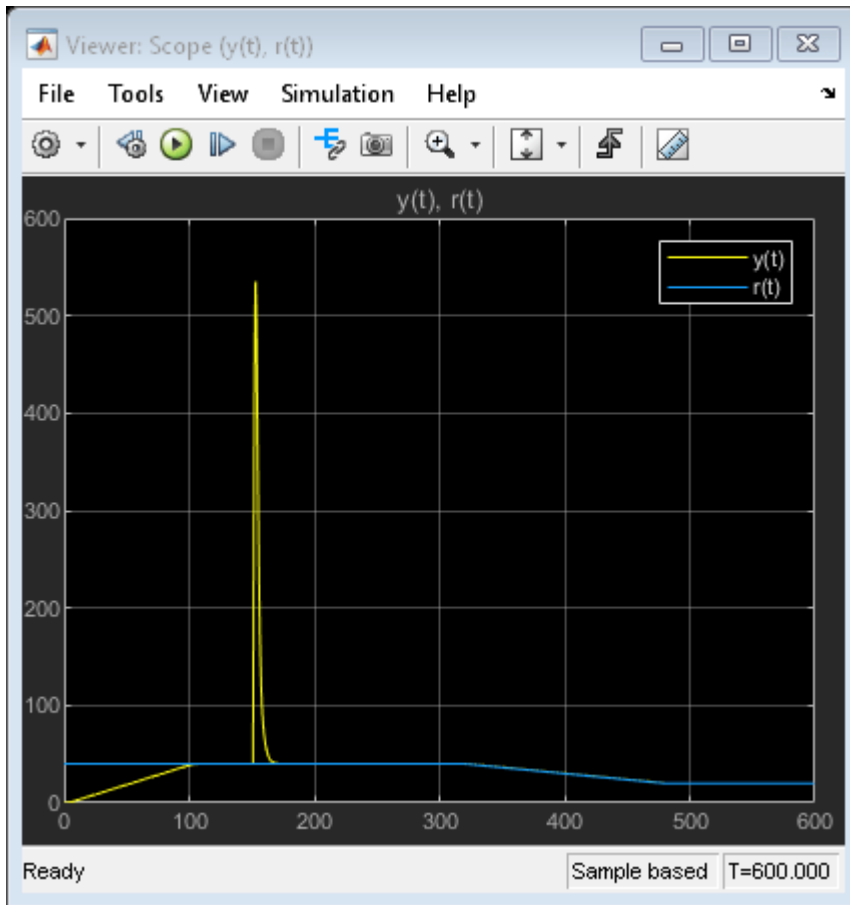 Viewer: Scope (y(t), r(t))
File Tools View Simulation Help
y(t), r(t)
600
y(t)
r(t)
500
400
300
200
100
0
0 100 200 300 400 500 600
Ready Sample based T=600.000